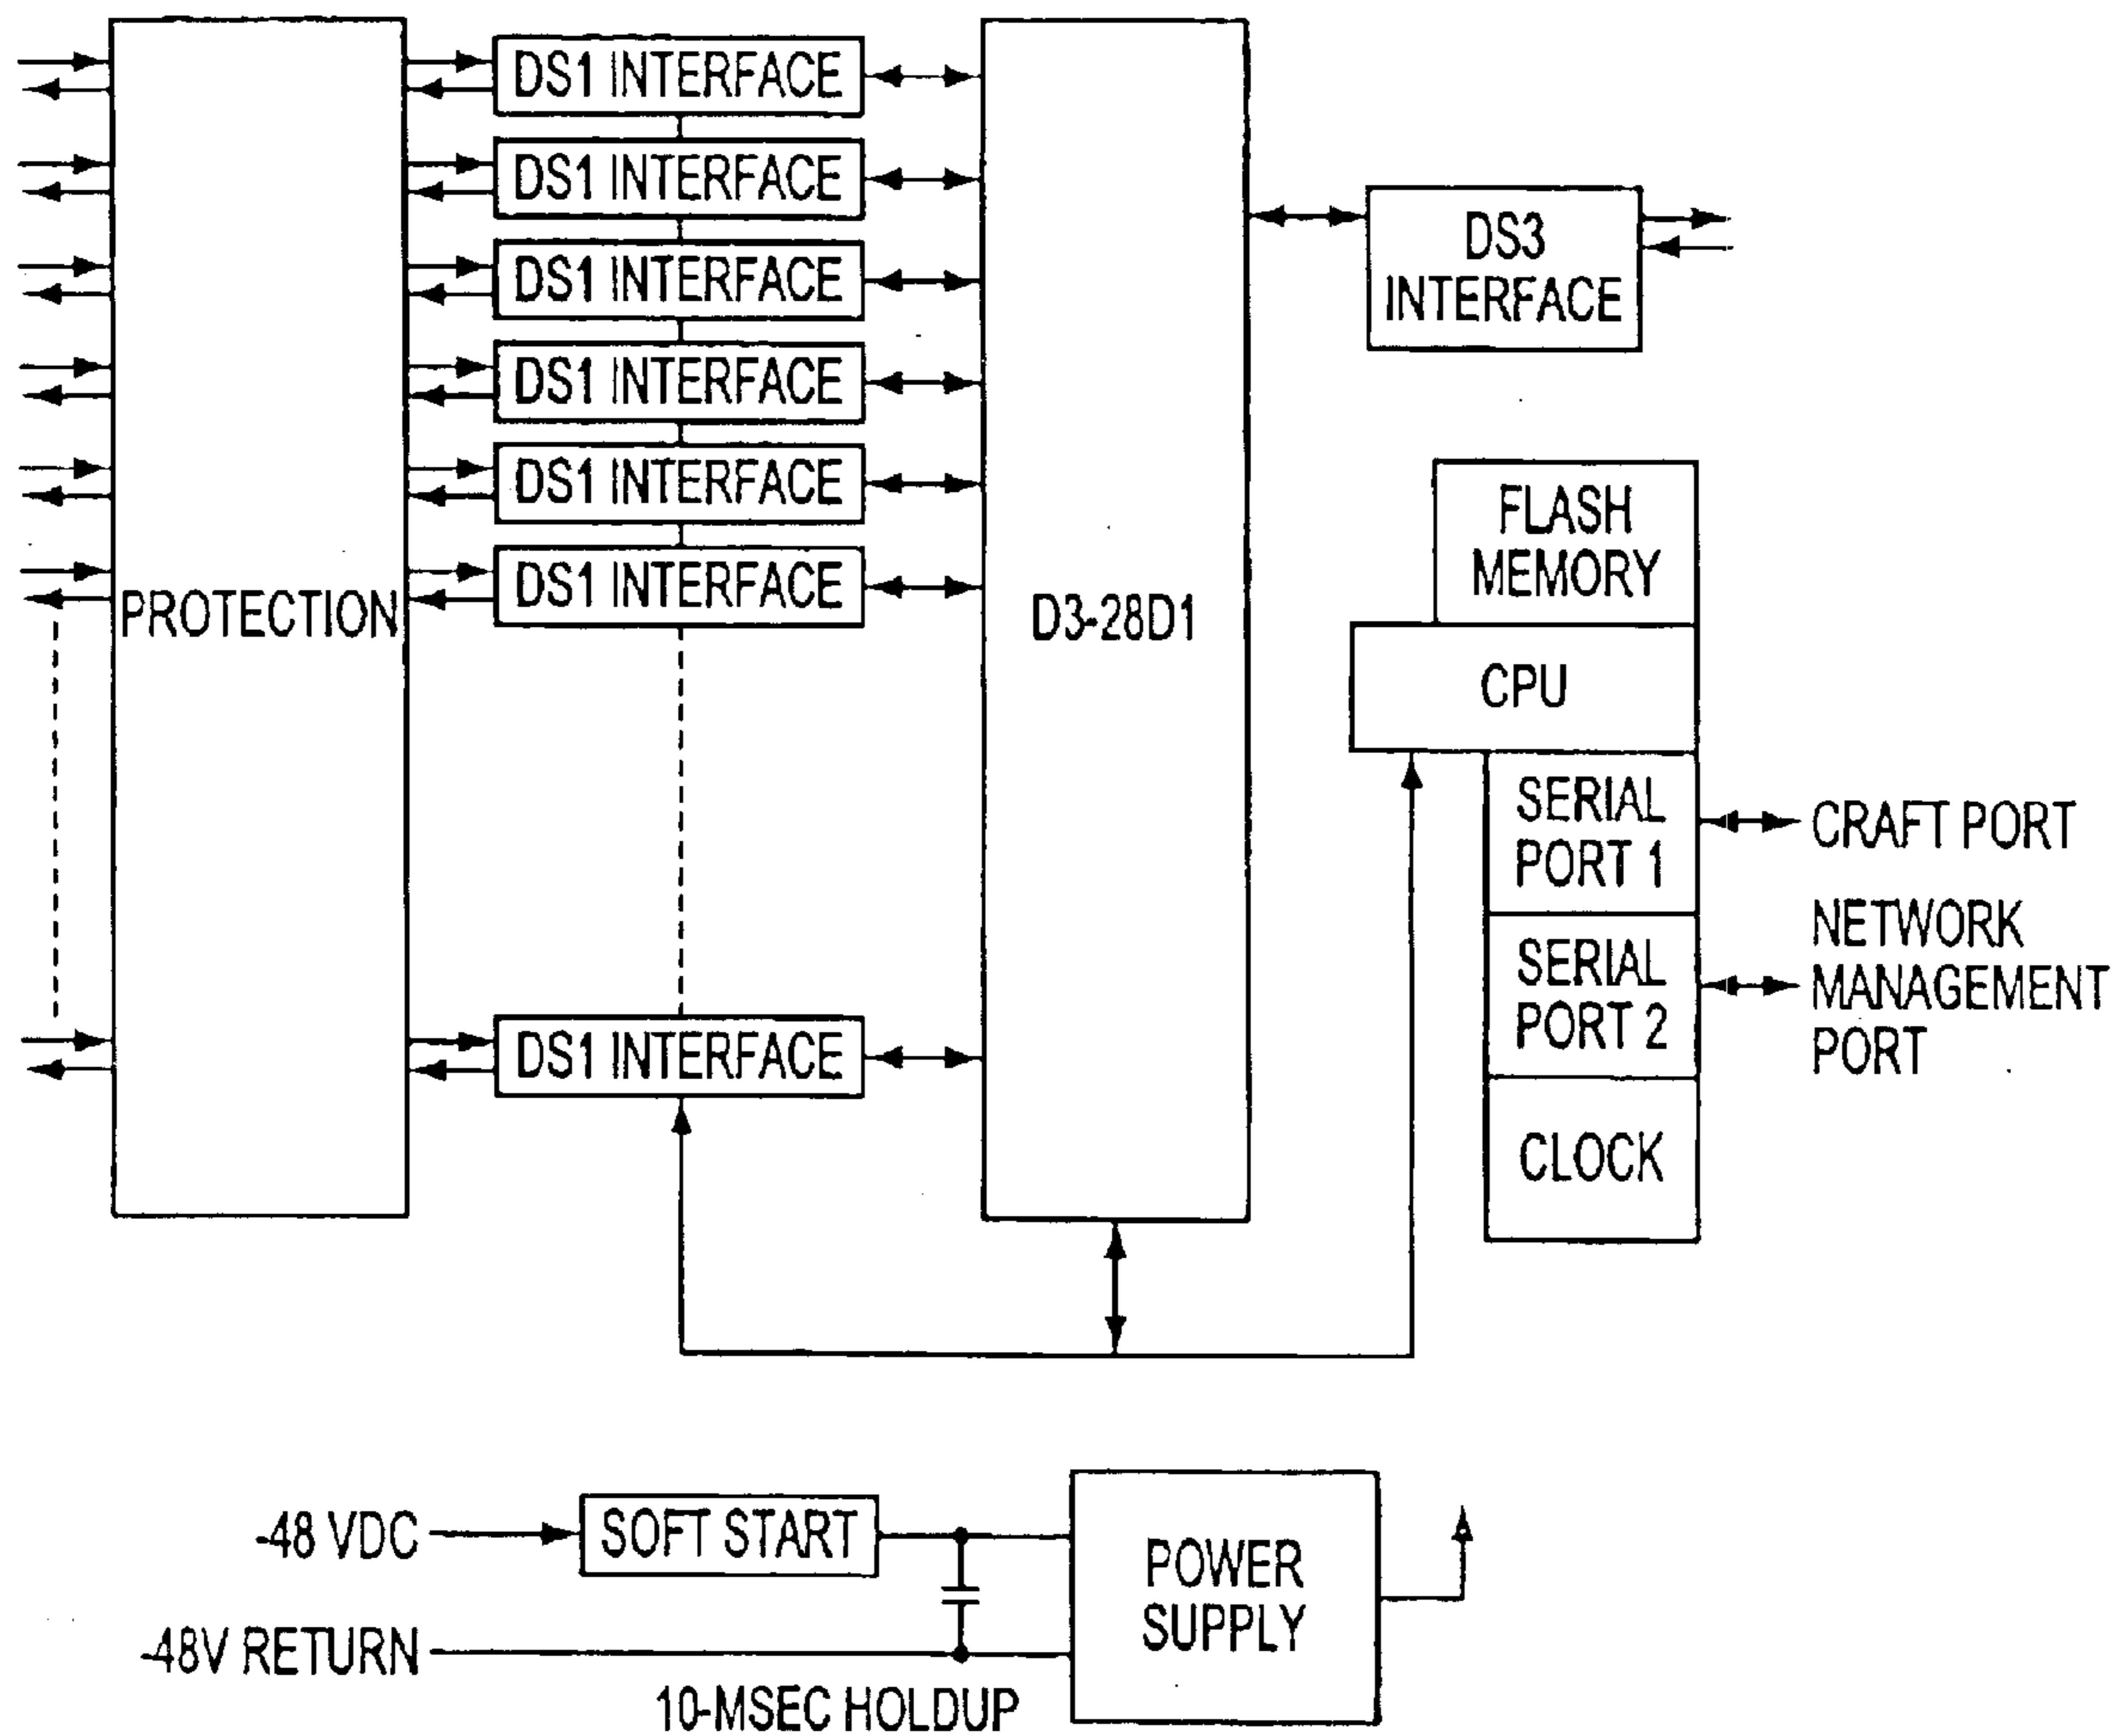 DS1 INTERFACE
DS1 INTERFACE
DS1 INTERFACE
DS1 INTERFACE
DS1 INTERFACE
DS1 INTERFACE
DS1 INTERFACE
PROTECTION
D3-28D1
DS3
INTERFACE
FLASH
MEMORY
CPU
SERIAL
PORT 1
CRAFT PORT
SERIAL
PORT 2
NETWORK
MANAGEMENT
PORT
CLOCK
-48 VDC
SOFT START
POWER
SUPPLY
-48V RETURN
10-MSEC HOLDUP